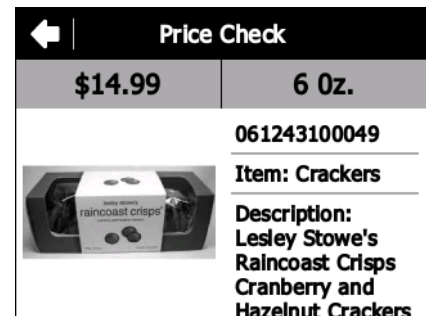 Price Check
$14.99
6 Oz.
061243100049
Item: Crackers
lesley stowe's
raincoast crisps®
Description:
Lesley Stowe's
Raincoast Crisps
Cranberry and
Hazelnut Crackers